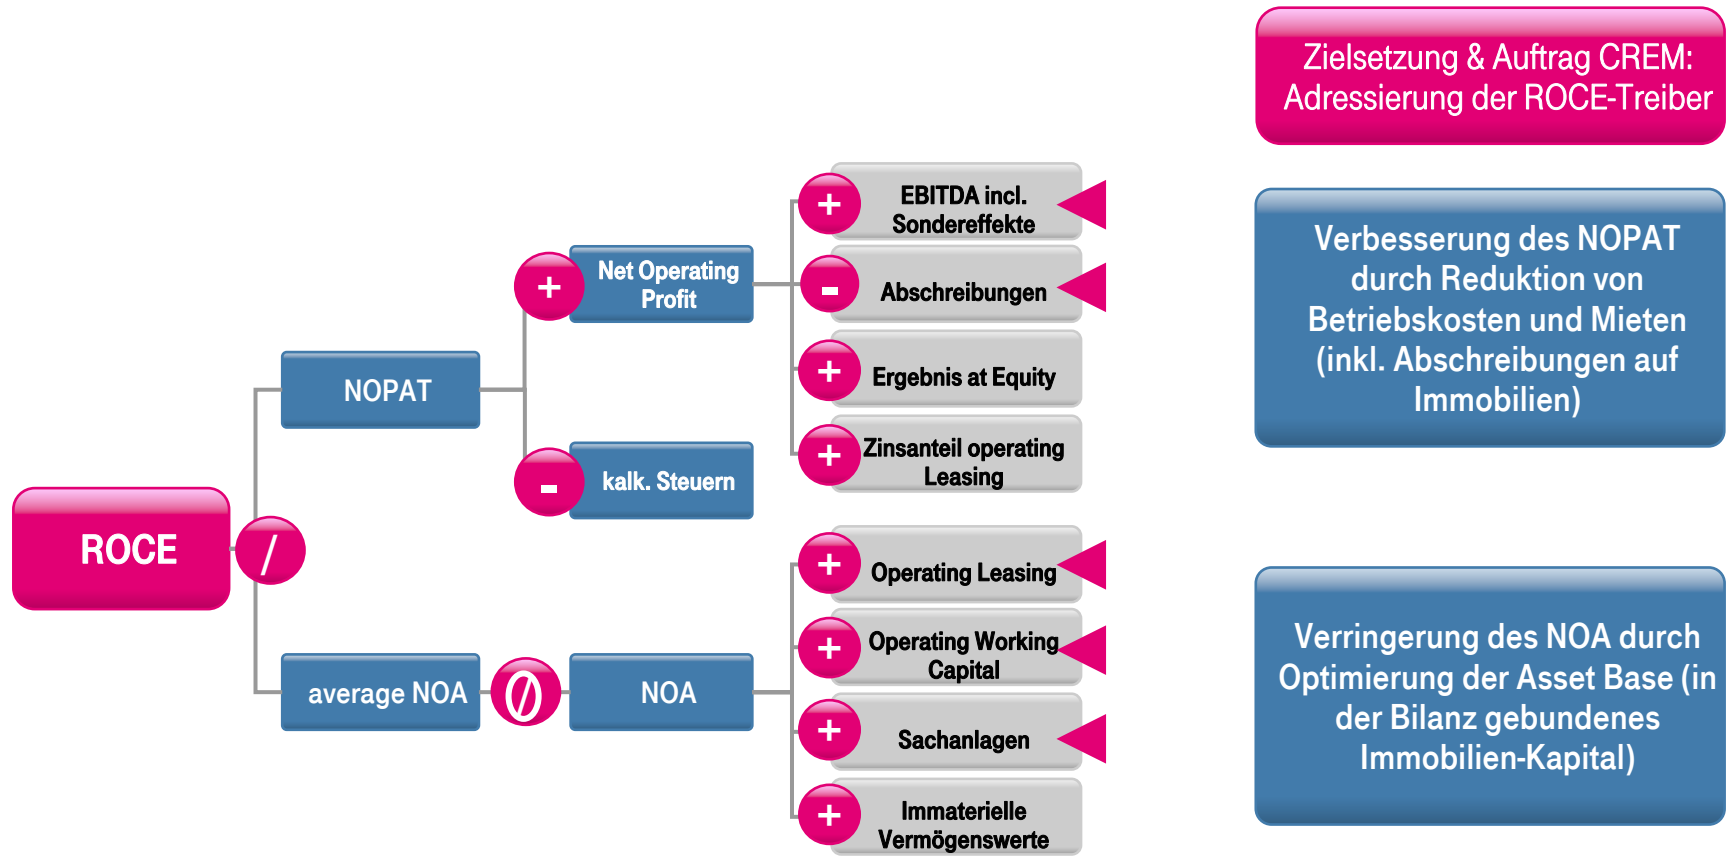 Zielsetzung & Auftrag CREM:
Adressierung der ROCE-Treiber
ROCE
/
NOPAT
average NOA
Ø
NOA
+
Net Operating
Profit
-
kalk. Steuern
+
EBITDA incl.
Sondereffekte
-
Abschreibungen
+
Ergebnis at Equity
+
Zinsanteil operating
Leasing
+
Operating Leasing
+
Operating Working
Capital
+
Sachanlagen
+
Immaterielle
Vermögenswerte
Verbesserung des NOPAT
durch Reduktion von
Betriebskosten und Mieten
(inkl. Abschreibungen auf
Immobilien)
Verringerung des NOA durch
Optimierung der Asset Base (in
der Bilanz gebundenes
Immobilien-Kapital)